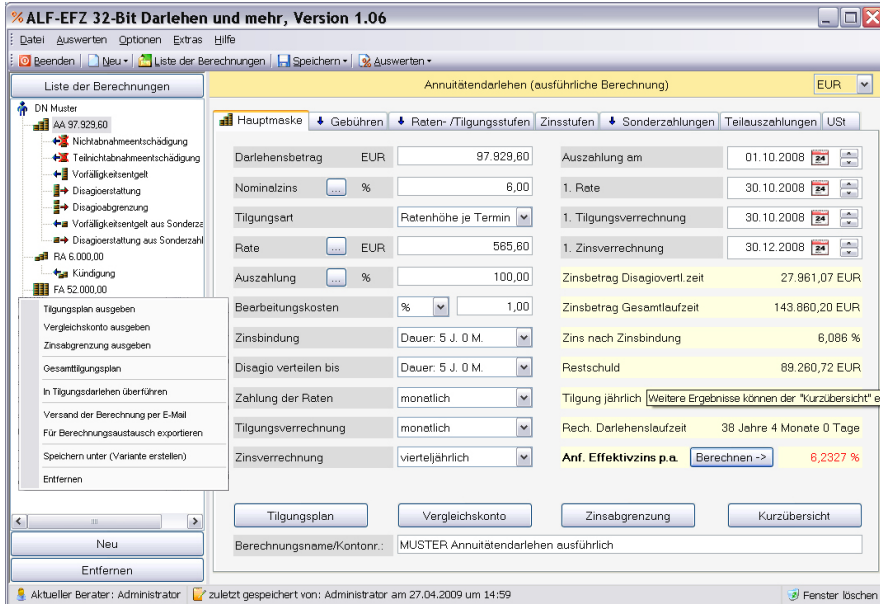 %ALF-EFZ 32-Bit Darlehen und mehr, Version 1.06
Datei Auswerten Optionen Extras Hilfe
Beenden Neu Liste der Berechnungen Speichern Auswerten
Liste der Berechnungen
Annuitätendarlehen (ausführliche Berechnung)
EUR
DN Muster
AA 97.929,60
Nichtabnahmeentschädigung
Teilnichtabnahmeentschädigung
Vorfälligkeitsentgelt
Disagioerstattung
Disagioabgrenzung
Vorfälligkeitsentgelt aus Sonderza
Disagioerstattung aus Sonderzahl
RA 6.000,00
Kündigung
FA 52.000,00
Tilgungsplan ausgeben
Vergleichskonto ausgeben
Zinsabgrenzung ausgeben
Gesamttilgungsplan
In Tilgungsdarlehen überführen
Versand der Berechnung per E-Mail
Für Berechnungsaustausch exportieren
Speichern unter (Variante erstellen)
Entfernen
Neu
Entfernen
Hauptmaske Gebühren Raten- /Tilgungsstufen Zinsstufen Sonderzahlungen Teilauszahlungen USt
Darlehensbetrag EUR 97.929,60
Nominalzins ... % 6,00
Tilgungsart Ratenhöhe je Termin
Rate ... EUR 565,60
Auszahlung ... % 100,00
Bearbeitungskosten % 1,00
Zinsbindung Dauer: 5 J. 0 M.
Disagio verteilen bis Dauer: 5 J. 0 M.
Zahlung der Raten monatlich
Tilgungsverrechnung monatlich
Zinsverrechnung vierteljährlich
Auszahlung am 01.10.2008 24
1. Rate 30.10.2008 24
1. Tilgungsverrechnung 30.10.2008 24
1. Zinsverrechnung 30.12.2008 24
Zinsbetrag Disagiovertl.zeit 27.961,07 EUR
Zinsbetrag Gesamtlaufzeit 143.860,20 EUR
Zins nach Zinsbindung 6,086 %
Restschuld 89.260,72 EUR
Tilgung jährlich Weitere Ergebnisse können der "Kurzübersicht" e
Rech. Darlehenslaufzeit 38 Jahre 4 Monate 0 Tage
Anf. Effektivzins p.a. Berechnen -> 6,2327 %
Tilgungsplan Vergleichskonto Zinsabgrenzung Kurzübersicht
Berechnungsname/Kontonr.: MUSTER Annuitätendarlehen ausführlich
Aktueller Berater: Administrator zuletzt gespeichert von: Administrator am 27.04.2009 um 14:59 Fenster löschen